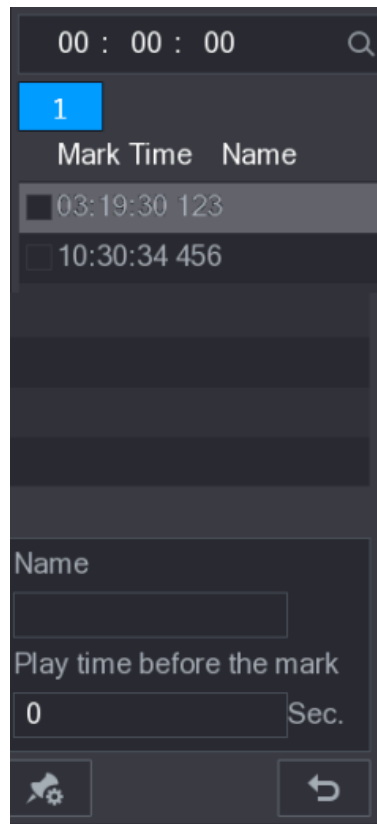 00 : 00 : 00
1
Mark Time Name
03:19:30 123
10:30:34 456
Name
Play time before the mark
0 Sec.